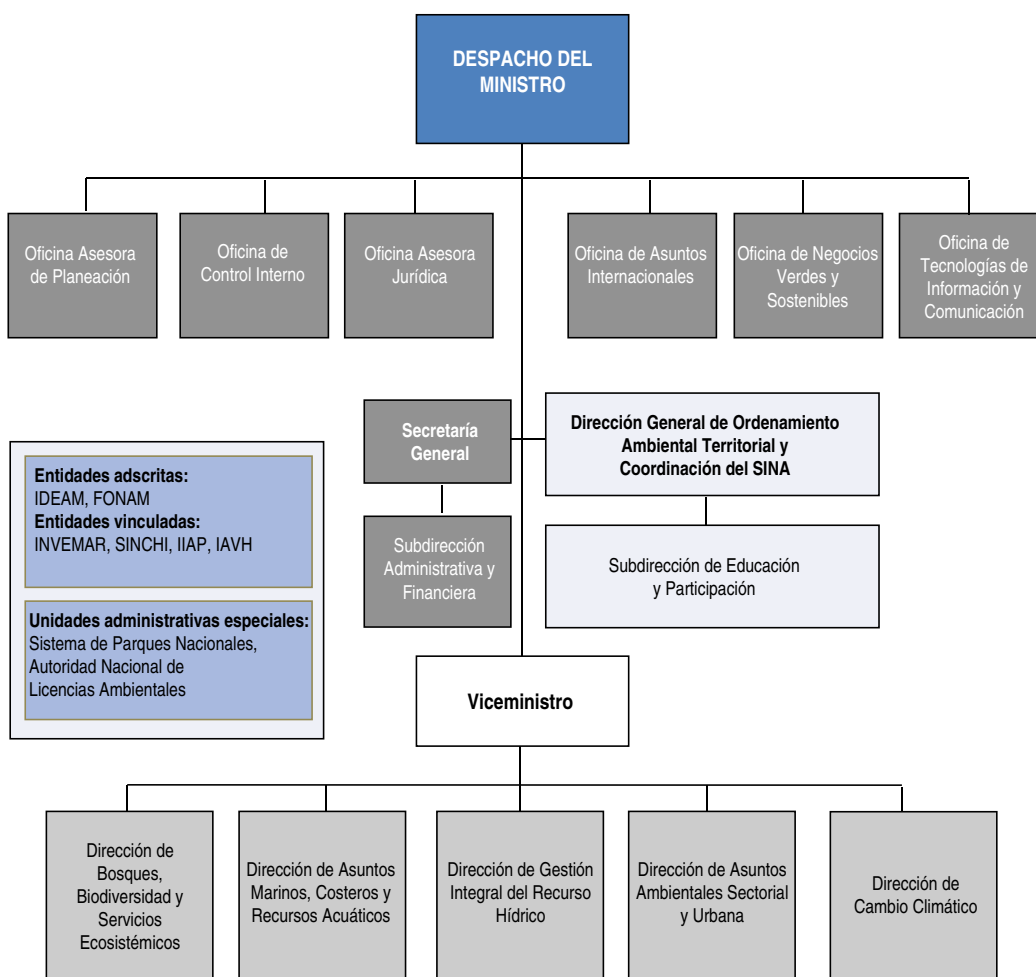 DESPACHO DEL
MINISTRO
Oficina Asesora
de Planeación
Oficina de
Control Interno
Oficina Asesora
Jurídica
Oficina de Asuntos
Internacionales
Oficina de Negocios
Verdes y
Sostenibles
Oficina de
Tecnologías de
Información y
Comunicación
Secretaría
General
Dirección General de Ordenamiento
Ambiental Territorial y
Coordinación del SINA
Subdirección
Administrativa y
Financiera
Subdirección de Educación
y Participación
Entidades adscritas:
IDEAM, FONAM
Entidades vinculadas:
INVEMAR, SINCHI, IIAP, IAVH
Unidades administrativas especiales:
Sistema de Parques Nacionales,
Autoridad Nacional de
Licencias Ambientales
Viceministro
Dirección de
Bosques,
Biodiversidad y
Servicios
Ecosistémicos
Dirección de Asuntos
Marinos, Costeros y
Recursos Acuáticos
Dirección de Gestión
Integral del Recurso
Hídrico
Dirección de Asuntos
Ambientales Sectorial
y Urbana
Dirección de
Cambio Climático